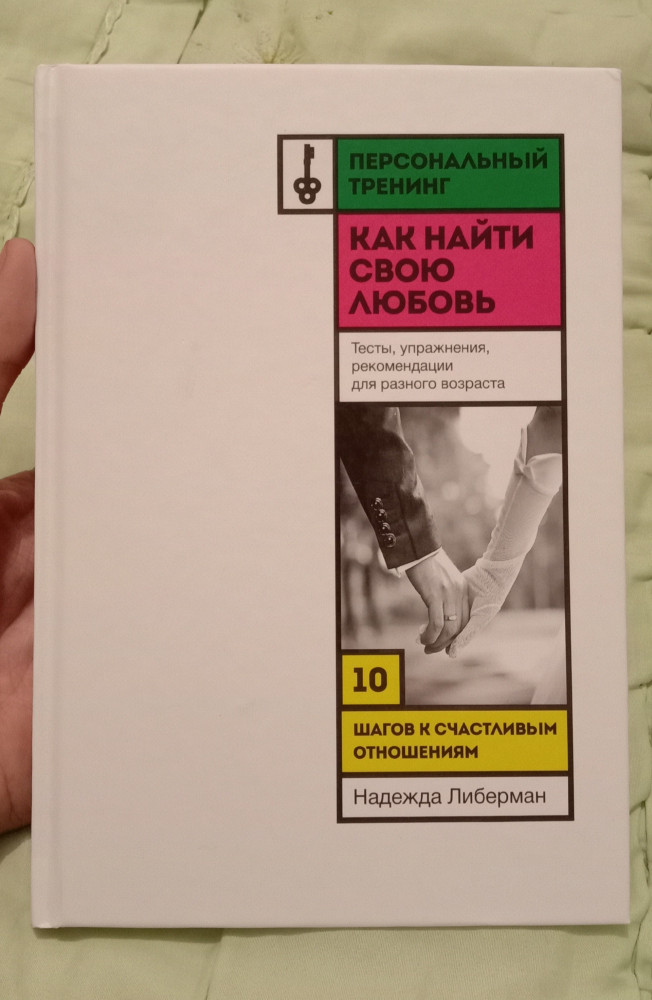 ПЕРСОНАЛЬНЫЙ
ТРЕНИНГ
КАК НАЙТИ
СВОЮ
ЛЮБОВЬ
Тесты, упражнения,
рекомендации
для разного возраста
10
ШАГОВ К СЧАСТЛИВЫМ
ОТНОШЕНИЯМ
Надежда Либерман